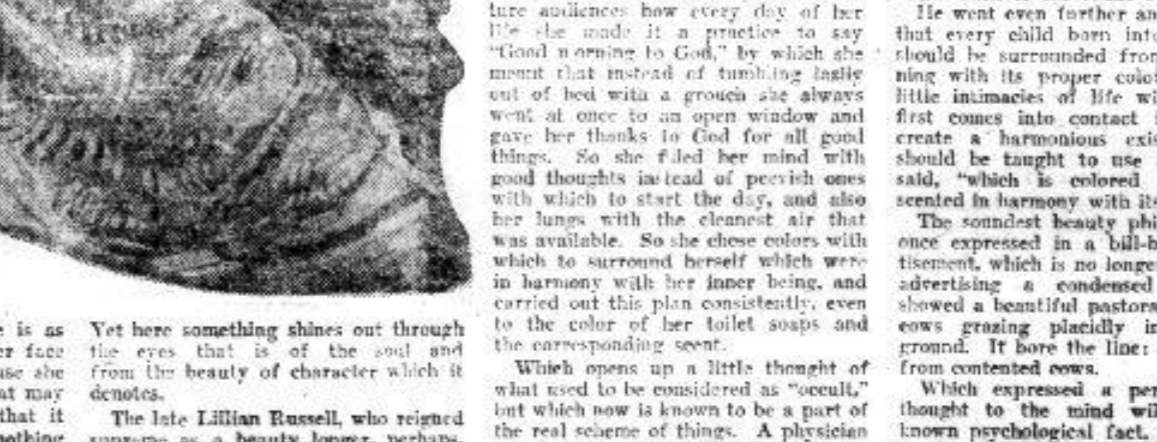 e is as
er face
use she
at may
that it
nothing
Yet here something shines out through
the eyes that is of the soul and
from the beauty of character which it
denotes.
The late Lillian Russell, who reigned
supreme as a beauty longer, perhaps,
ture audiences how every day of her
life she made it a practice to say
"Good morning to God," by which she
meant that instead of tumbling lazily
out of bed with a grouch she always
went at once to an open window and
gave her thanks to God for all good
things. So she filled her mind with
good thoughts instead of peevish ones
with which to start the day, and also
her lungs with the cleanest air that
was available. So she chose colors with
which to surround herself which were
in harmony with her inner being, and
carried out this plan consistently, even
to the color of her toilet soaps and
the corresponding scent.
Which opens up a little thought of
what used to be considered as "occult,"
but which now is known to be a part of
the real scheme of things. A physician
He went even further an
that every child born into
should be surrounded from
ning with its proper color
little intimacies of life wi
first comes into contact i
create a harmonious exis
should be taught to use
said, "which is colored
scented in harmony with its
The soundest beauty phi
once expressed in a bill-b
tisement, which is no longer
advertising a condensed
showed a beautiful pastora
cows grazing placidly in
ground. It bore the line:
from contented cows.
Which expressed a per
thought to the mind wil
known psychological fact.